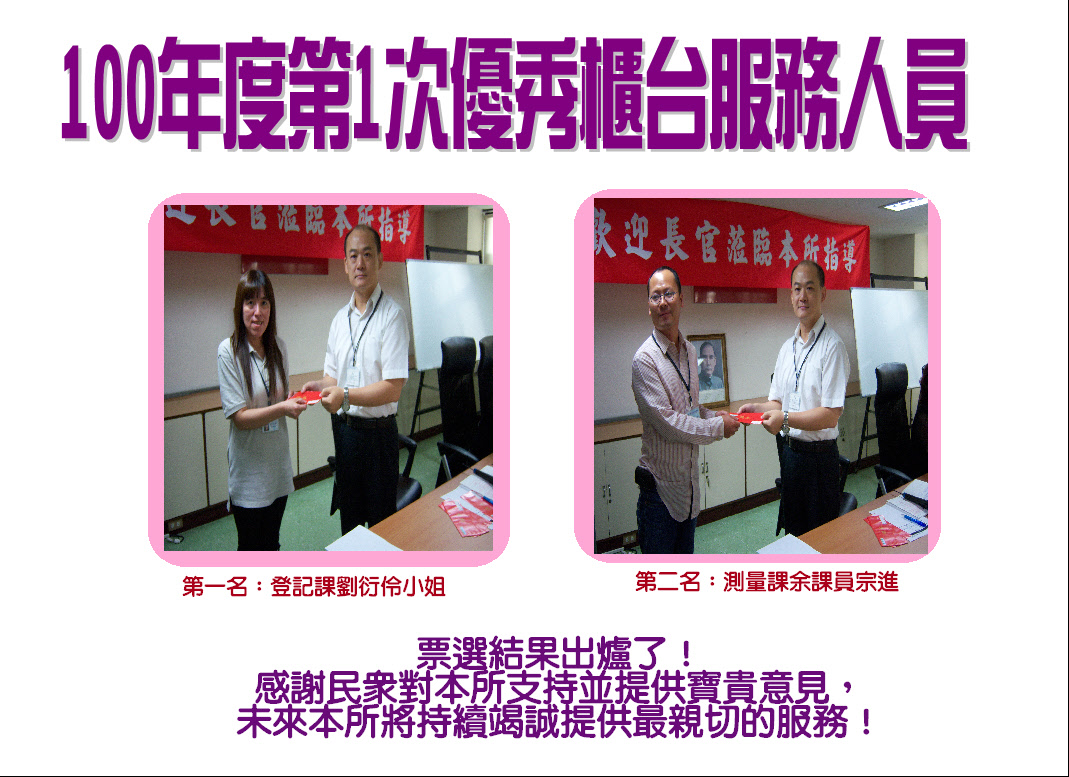 100年度第1次優秀櫃台服務人員
迎長官蒞臨本所指導
歡迎長官蒞臨本所指導
第一名：登記課劉衍伶小姐
第二名：測量課余課員宗進
票選結果出爐了！
感謝民衆對本所支持並提供寶貴意見，
未來本所將持續竭誠提供最親切的服務！